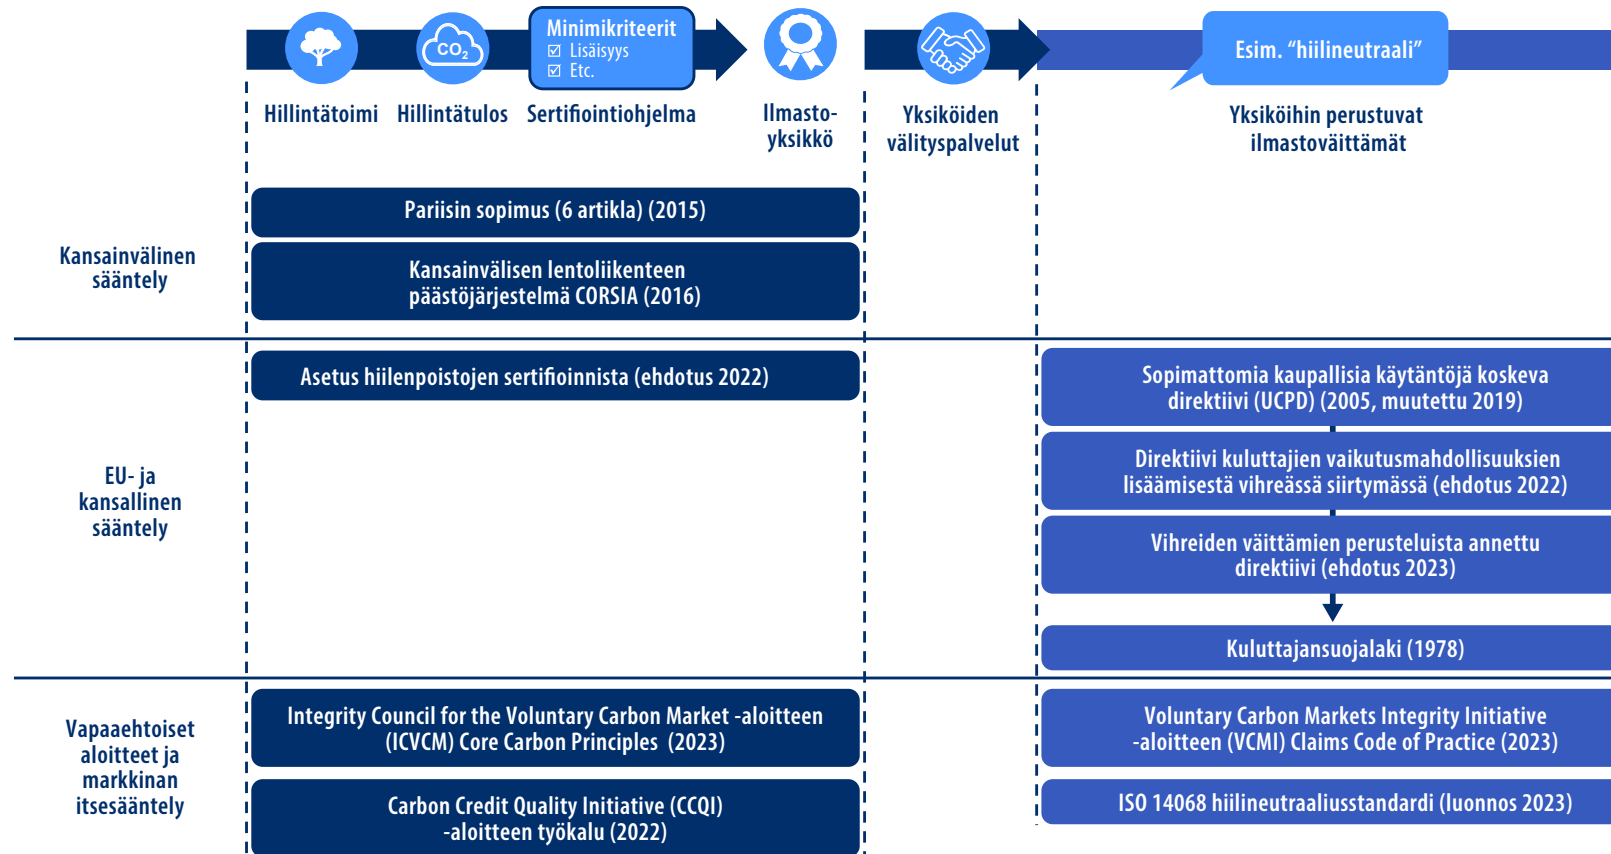 Minimikriteerit
☑ Lisäisyys
☑ Etc.
CO₂
Esim. “hiilineutraali”
Hillintätoimi
Hillintätulos
Sertifiointiohjelma
Ilmasto-
yksikkö
Yksiköiden
välityspalvelut
Yksiköihin perustuvat
ilmastoväittämät
Kansainvälinen
sääntely
Pariisin sopimus (6 artikla) (2015)
Kansainvälisen lentoliikenteen
päästöjärjestelmä CORSIA (2016)
EU- ja
kansallinen
sääntely
Asetus hiilenpoistojen sertifioinnista (ehdotus 2022)
Sopimattomia kaupallisia käytäntöjä koskeva
direktiivi (UCPD) (2005, muutettu 2019)
Direktiivi kuluttajien vaikutusmahdollisuuksien
lisäämisestä vihreässä siirtymässä (ehdotus 2022)
Vihreiden väittämien perusteluista annettu
direktiivi (ehdotus 2023)
Kuluttajansuojalaki (1978)
Vapaaehtoiset
aloitteet ja
markkinan
itsesääntely
Integrity Council for the Voluntary Carbon Market -aloitteen
(ICVCM) Core Carbon Principles (2023)
Carbon Credit Quality Initiative (CCQI)
-aloitteen työkalu (2022)
Voluntary Carbon Markets Integrity Initiative
-aloitteen (VCMI) Claims Code of Practice (2023)
ISO 14068 hiilineutraaliusstandardi (luonnos 2023)